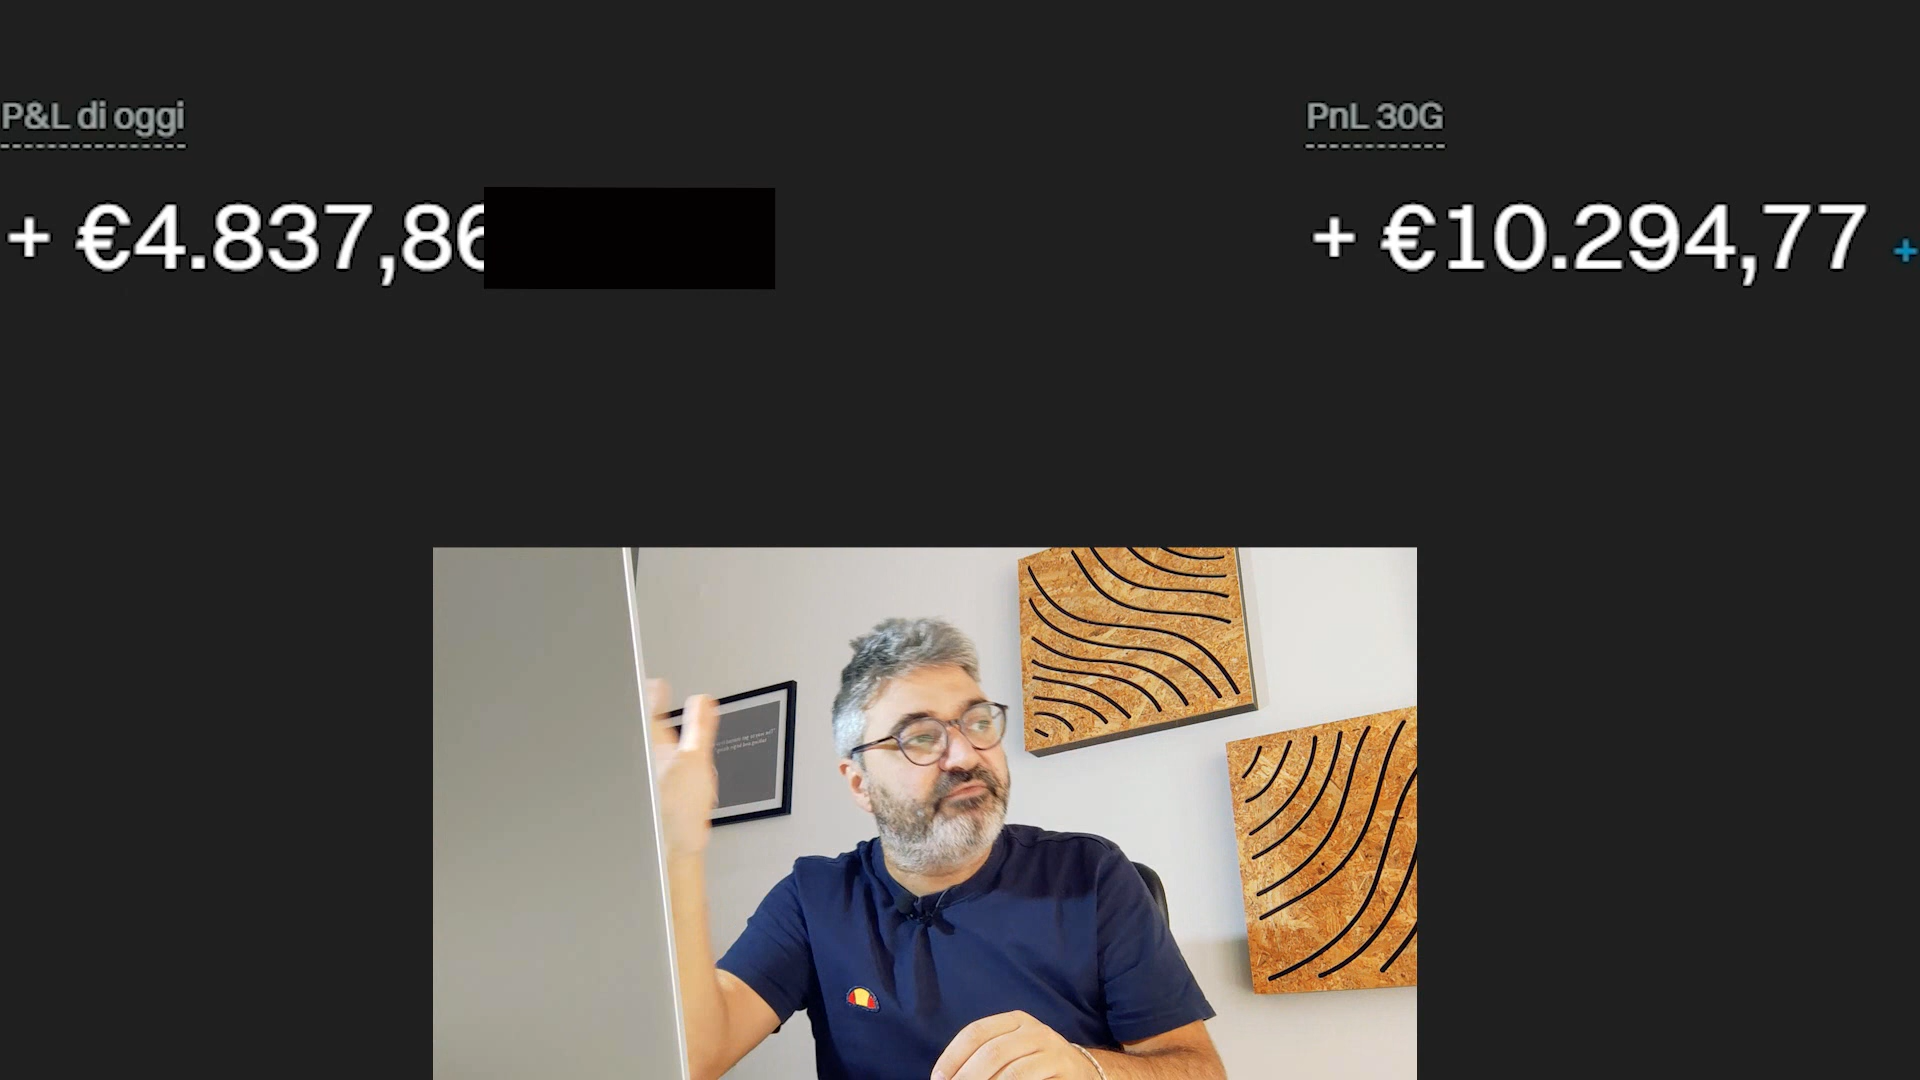 P&L di oggi
+ €4.837,86
PnL 30G
+ €10.294,77 +